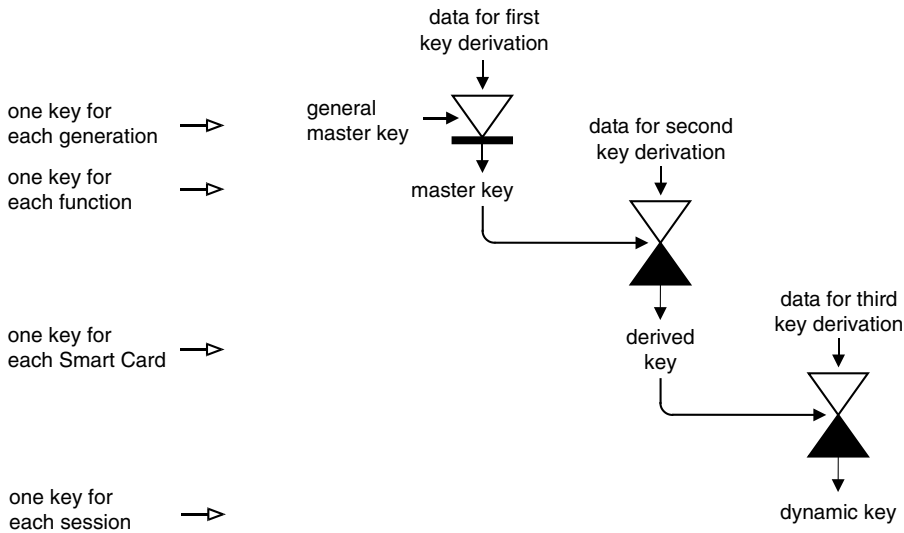 data for first
key derivation
one key for
each generation
general
master key
data for second
key derivation
one key for
each function
master key
data for third
key derivation
one key for
each Smart Card
derived
key
one key for
each session
dynamic key